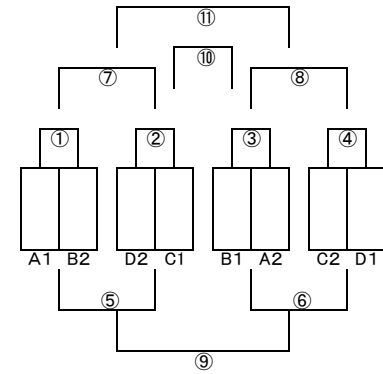 ⑪
⑩
⑦ ⑧
① ② ③ ④
A1 B2 D2 C1 B1 A2 C2 D1
⑤ ⑥
⑨